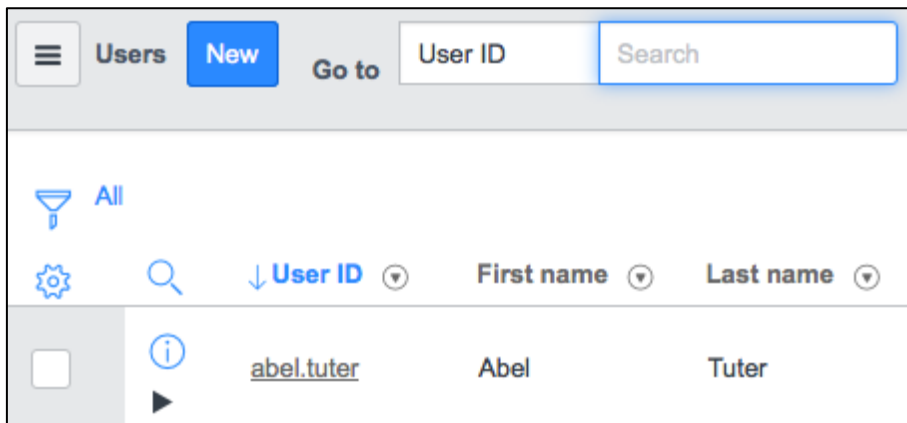 Users New Go to User ID Search
All
User ID First name Last name
abel.tuter Abel Tuter